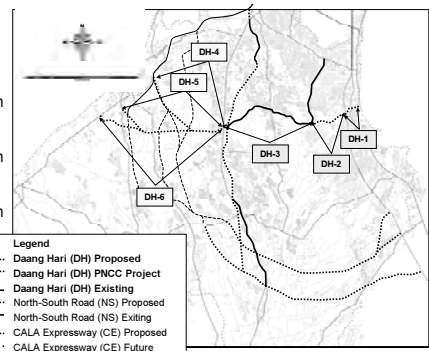 DH-4
DH-5
DH-1
DH-3
DH-2
DH-6
Legend
Daang Hari (DH) Proposed
Daang Hari (DH) PNCC Project
Daang Hari (DH) Existing
North-South Road (NS) Proposed
North-South Road (NS) Exiting
CALA Expressway (CE) Proposed
CALA Expressway (CE) Future